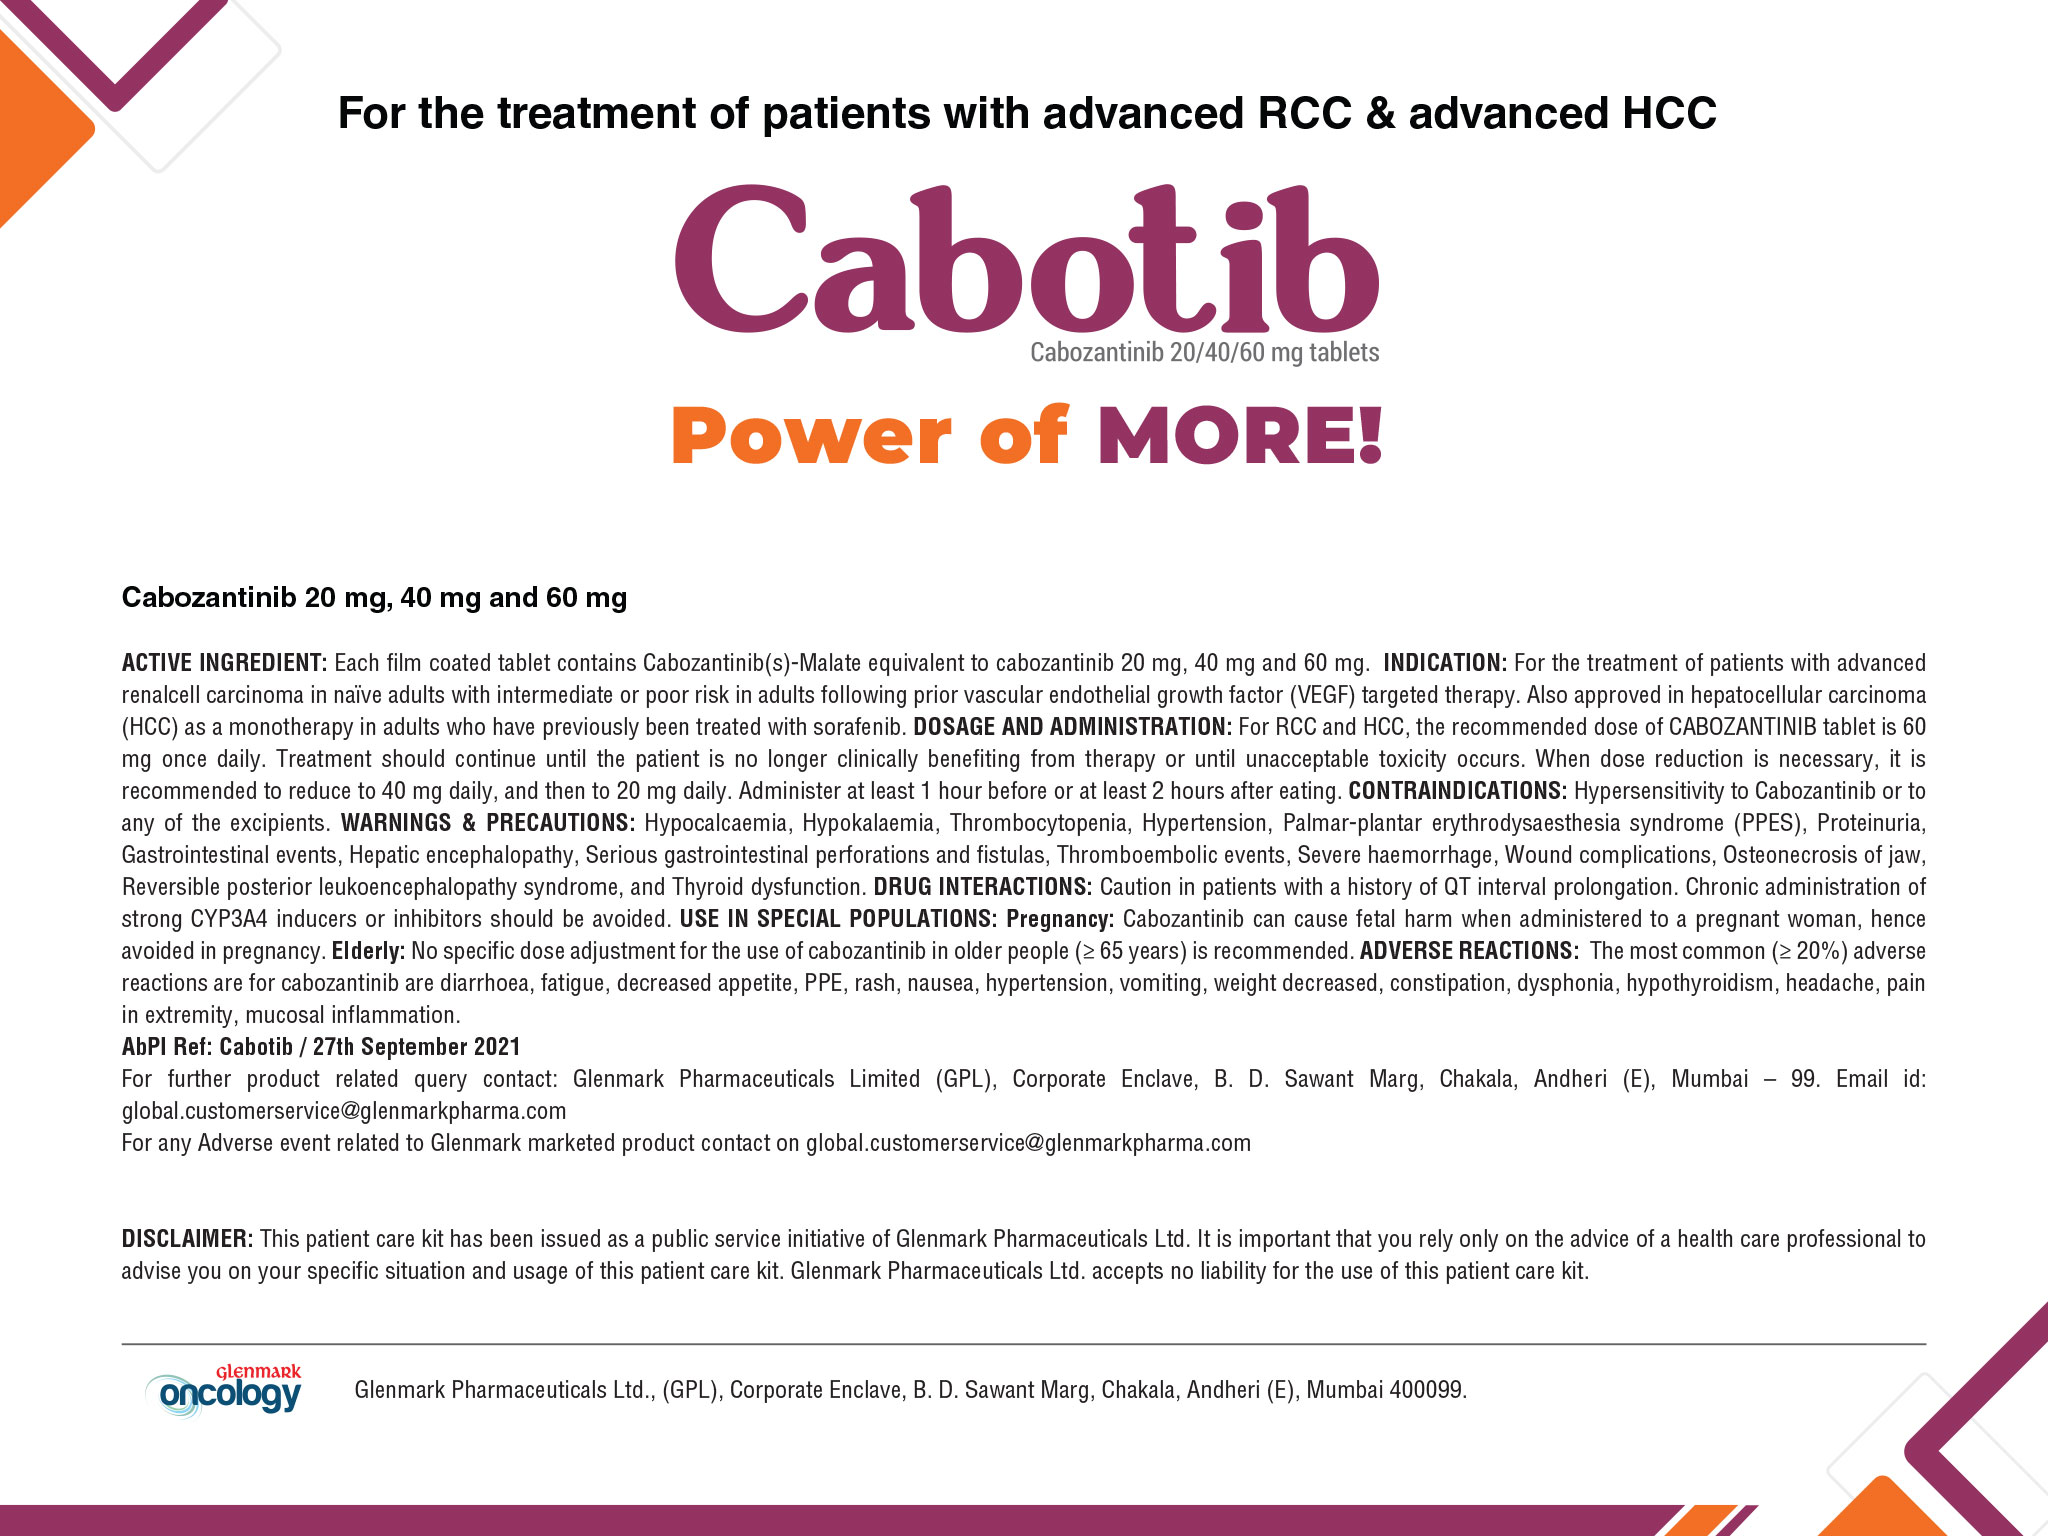 For the treatment of patients with advanced RCC & advanced HCC
Cabotib
Cabozantinib 20/40/60 mg tablets
Power of MORE!
Cabozantinib 20 mg, 40 mg and 60 mg
ACTIVE INGREDIENT: Each film coated tablet contains Cabozantinib(s)-Malate equivalent to cabozantinib 20 mg, 40 mg and 60 mg. INDICATION: For the treatment of patients with advanced
renalcell carcinoma in naïve adults with intermediate or poor risk in adults following prior vascular endothelial growth factor (VEGF) targeted therapy. Also approved in hepatocellular carcinoma
(HCC) as a monotherapy in adults who have previously been treated with sorafenib. DOSAGE AND ADMINISTRATION: For RCC and HCC, the recommended dose of CABOZANTINIB tablet is 60
mg once daily. Treatment should continue until the patient is no longer clinically benefiting from therapy or until unacceptable toxicity occurs. When dose reduction is necessary, it is
recommended to reduce to 40 mg daily, and then to 20 mg daily. Administer at least 1 hour before or at least 2 hours after eating. CONTRAINDICATIONS: Hypersensitivity to Cabozantinib or to
any of the excipients. WARNINGS & PRECAUTIONS: Hypocalcaemia, Hypokalaemia, Thrombocytopenia, Hypertension, Palmar-plantar erythrodysaesthesia syndrome (PPES), Proteinuria,
Gastrointestinal events, Hepatic encephalopathy, Serious gastrointestinal perforations and fistulas, Thromboembolic events, Severe haemorrhage, Wound complications, Osteonecrosis of jaw,
Reversible posterior leukoencephalopathy syndrome, and Thyroid dysfunction. DRUG INTERACTIONS: Caution in patients with a history of QT interval prolongation. Chronic administration of
strong CYP3A4 inducers or inhibitors should be avoided. USE IN SPECIAL POPULATIONS: Pregnancy: Cabozantinib can cause fetal harm when administered to a pregnant woman, hence
avoided in pregnancy. Elderly: No specific dose adjustment for the use of cabozantinib in older people (≥ 65 years) is recommended. ADVERSE REACTIONS: The most common (≥ 20%) adverse
reactions are for cabozantinib are diarrhoea, fatigue, decreased appetite, PPE, rash, nausea, hypertension, vomiting, weight decreased, constipation, dysphonia, hypothyroidism, headache, pain
in extremity, mucosal inflammation.
AbPI Ref: Cabotib / 27th September 2021
For further product related query contact: Glenmark Pharmaceuticals Limited (GPL), Corporate Enclave, B. D. Sawant Marg, Chakala, Andheri (E), Mumbai – 99. Email id:
global.customerservice@glenmarkpharma.com
For any Adverse event related to Glenmark marketed product contact on global.customerservice@glenmarkpharma.com
DISCLAIMER: This patient care kit has been issued as a public service initiative of Glenmark Pharmaceuticals Ltd. It is important that you rely only on the advice of a health care professional to
advise you on your specific situation and usage of this patient care kit. Glenmark Pharmaceuticals Ltd. accepts no liability for the use of this patient care kit.
glenmark
oncology
Glenmark Pharmaceuticals Ltd., (GPL), Corporate Enclave, B. D. Sawant Marg, Chakala, Andheri (E), Mumbai 400099.